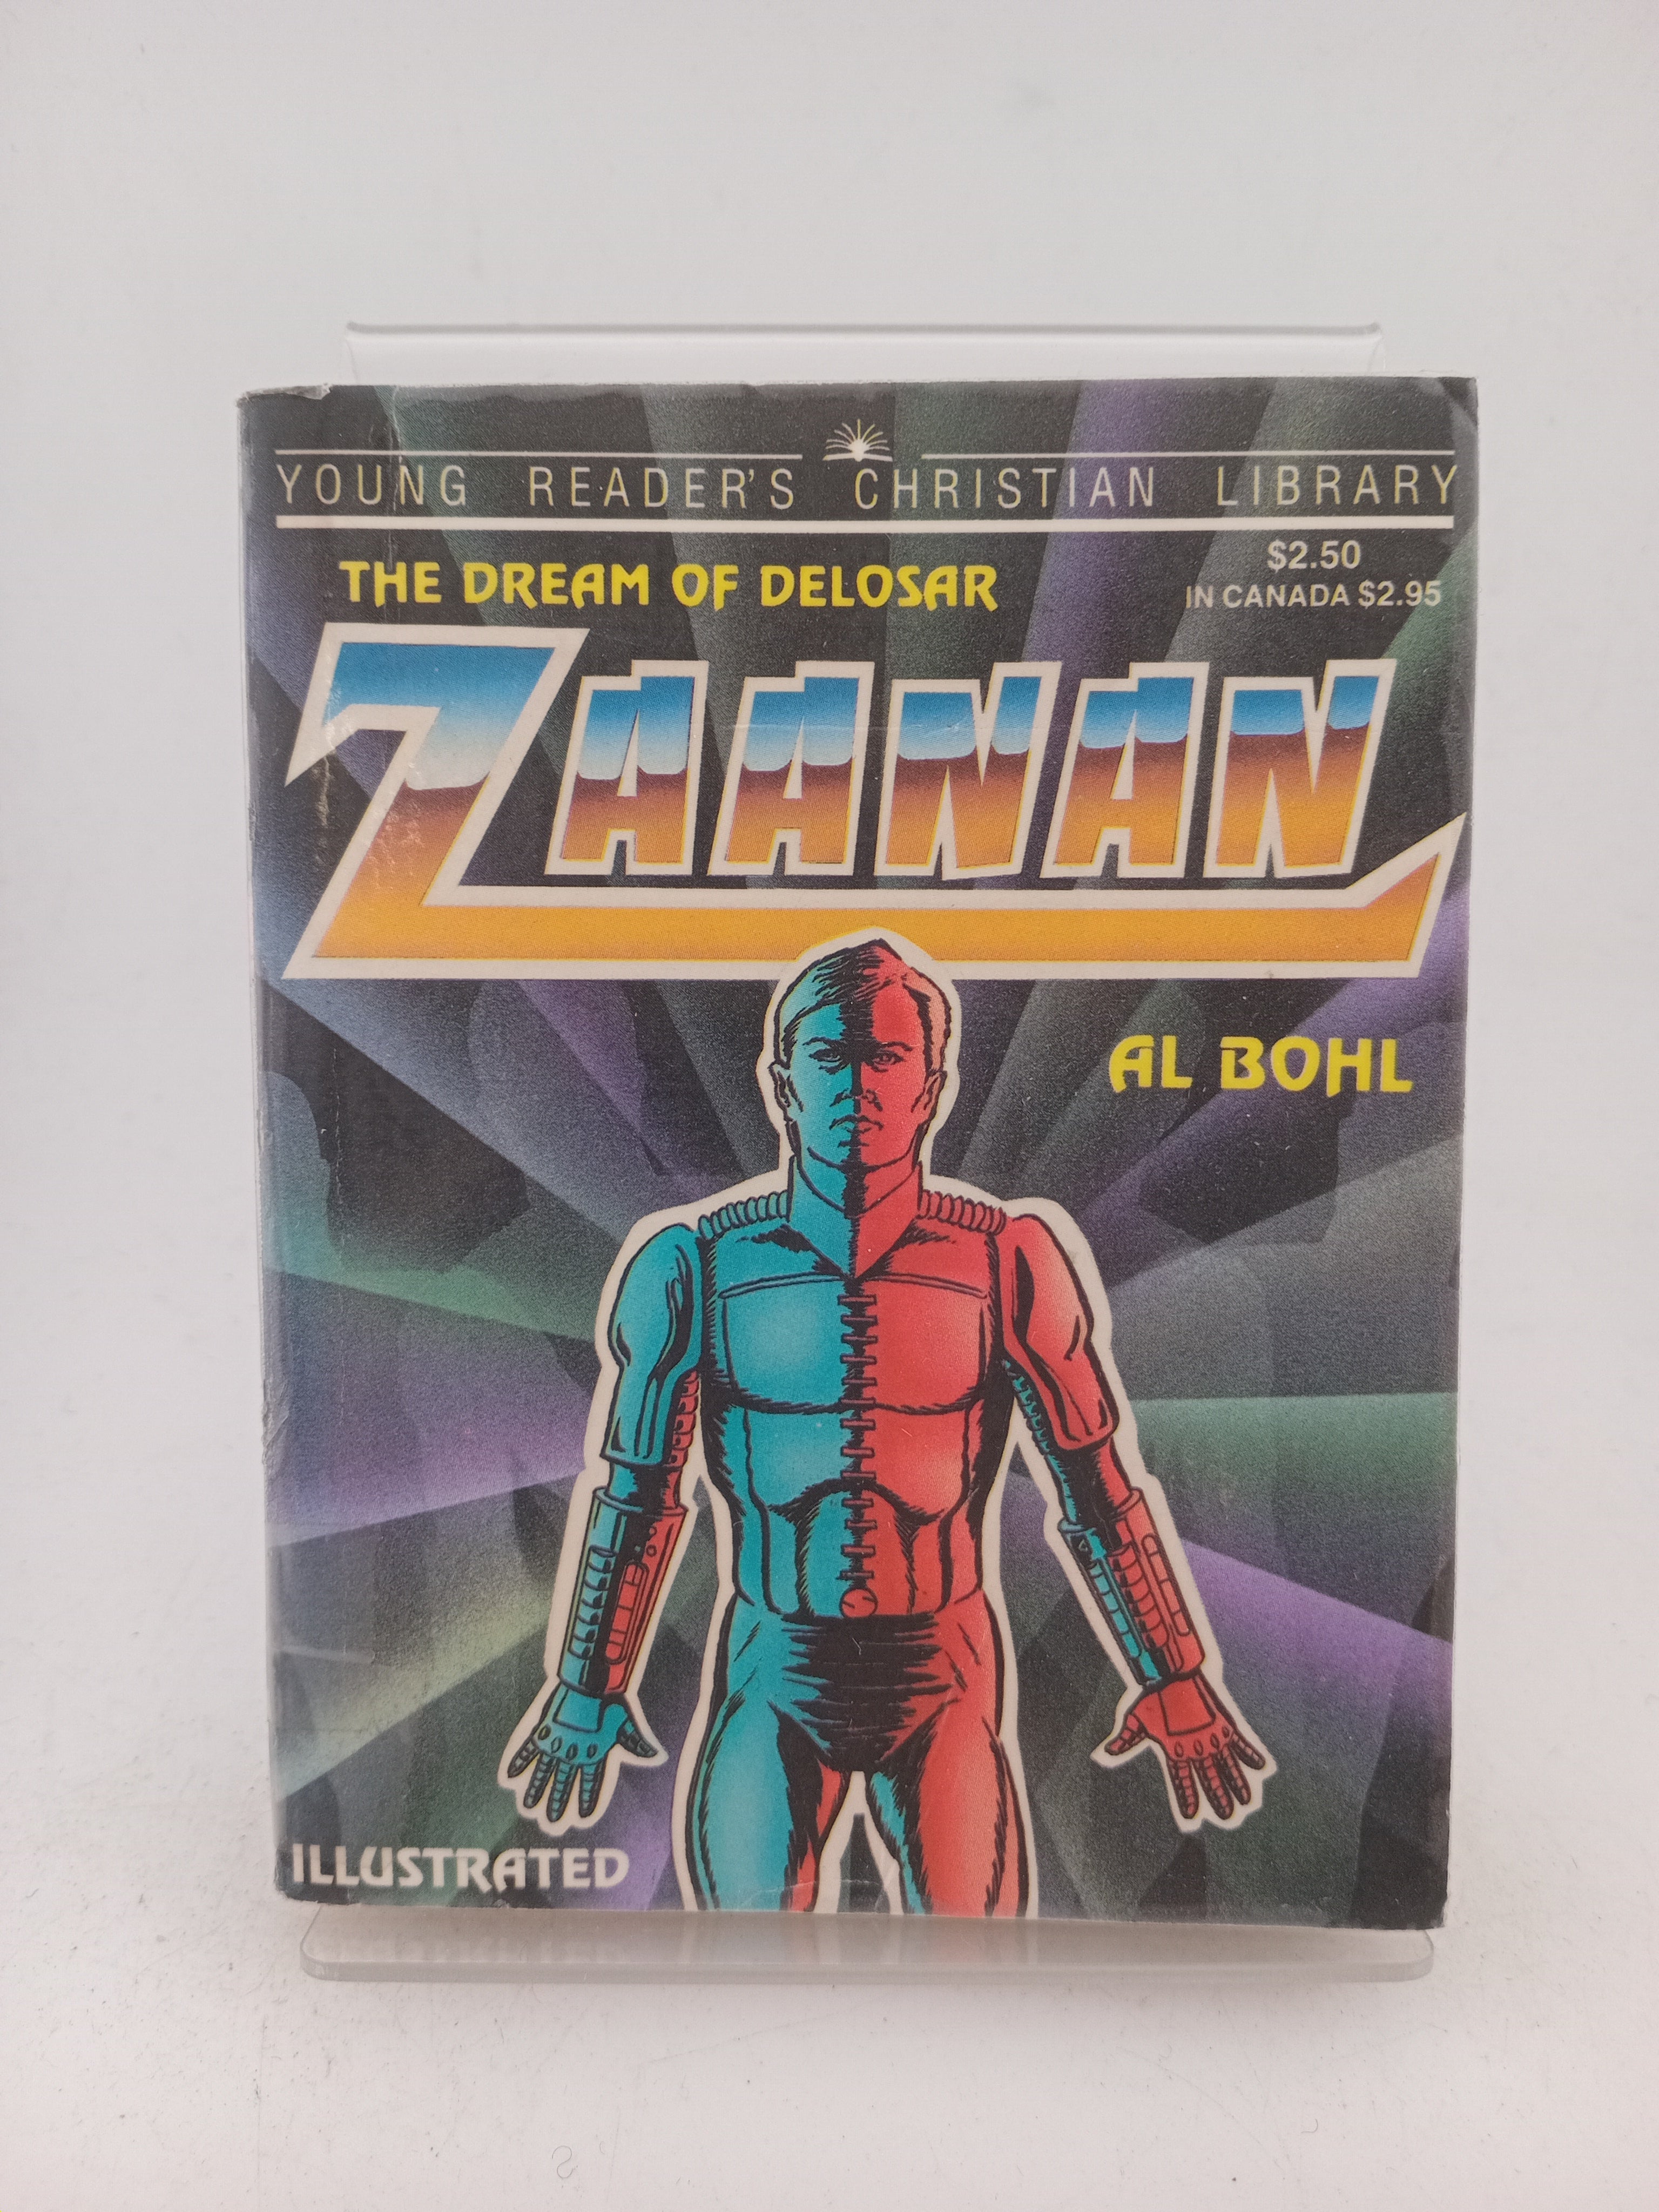 YOUNG READER'S CHRISTIAN LIBRARY
THE DREAM OF DELOSAR
$2.50
IN CANADA $2.95
ZAANAN
AL BOHL
ILLUSTRATED